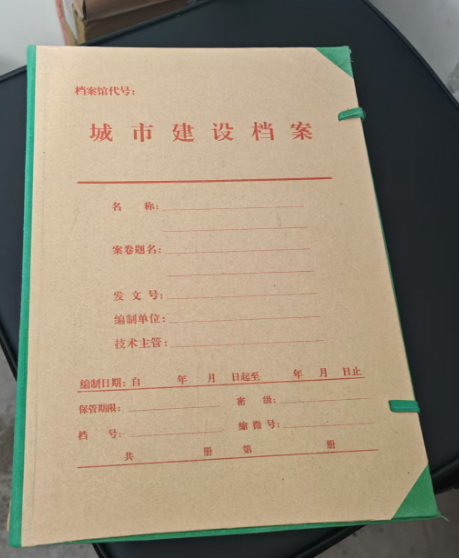 档案馆代号：
城市建设档案
名 称：
案卷题名：
发文号：
编制单位：
技术主管：
编制日期：自 年 月 日起至 年 月 日止
保管期限： 密 级：
档 号： 缩微号：
共 册 第 册